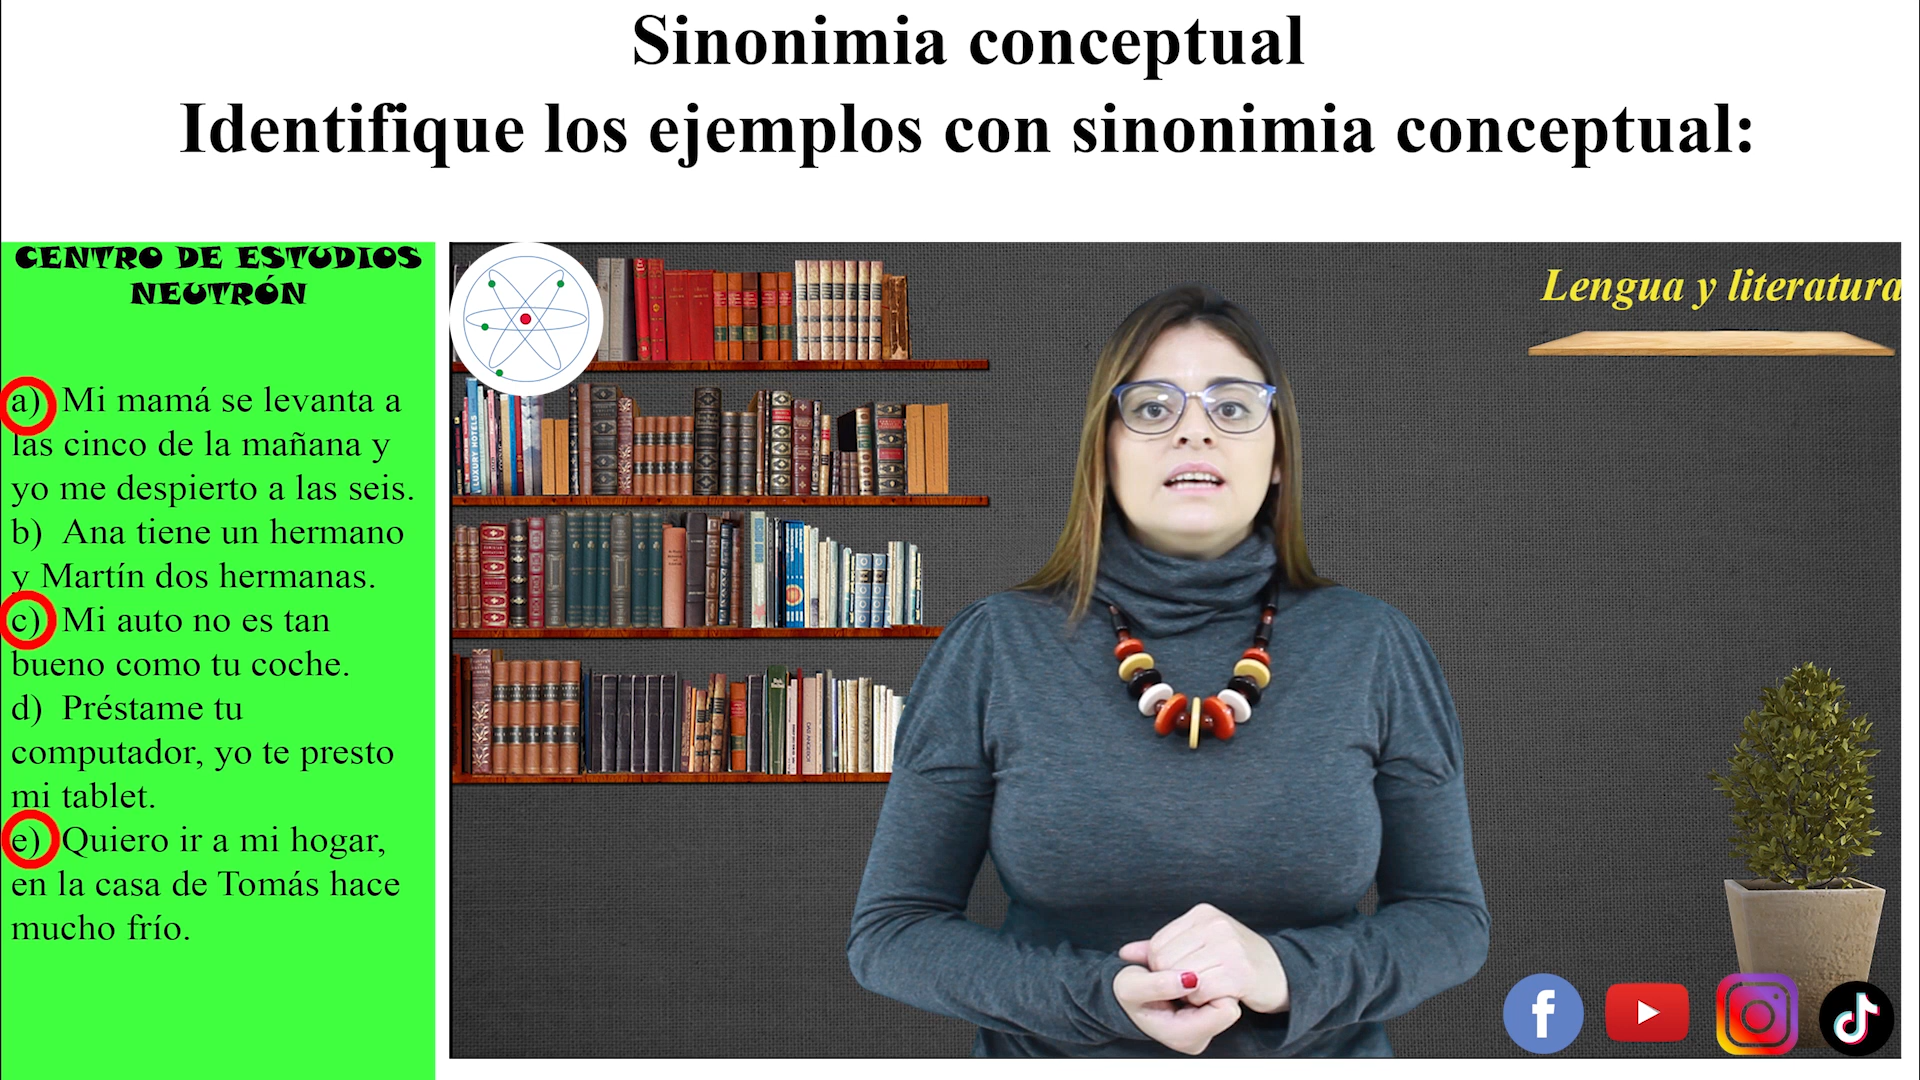 Sinonimia conceptual
Identifique los ejemplos con sinonimia conceptual:
CENTRO DE ESTUDIOS
NEUTRÓN
a) Mi mamá se levanta a
las cinco de la mañana y
yo me despierto a las seis.
b) Ana tiene un hermano
y Martín dos hermanas.
c) Mi auto no es tan
bueno como tu coche.
d) Préstame tu
computador, yo te presto
mi tablet.
e) Quiero ir a mi hogar,
en la casa de Tomás hace
mucho frío.
Lengua y literatura
LUXURY HOTELS